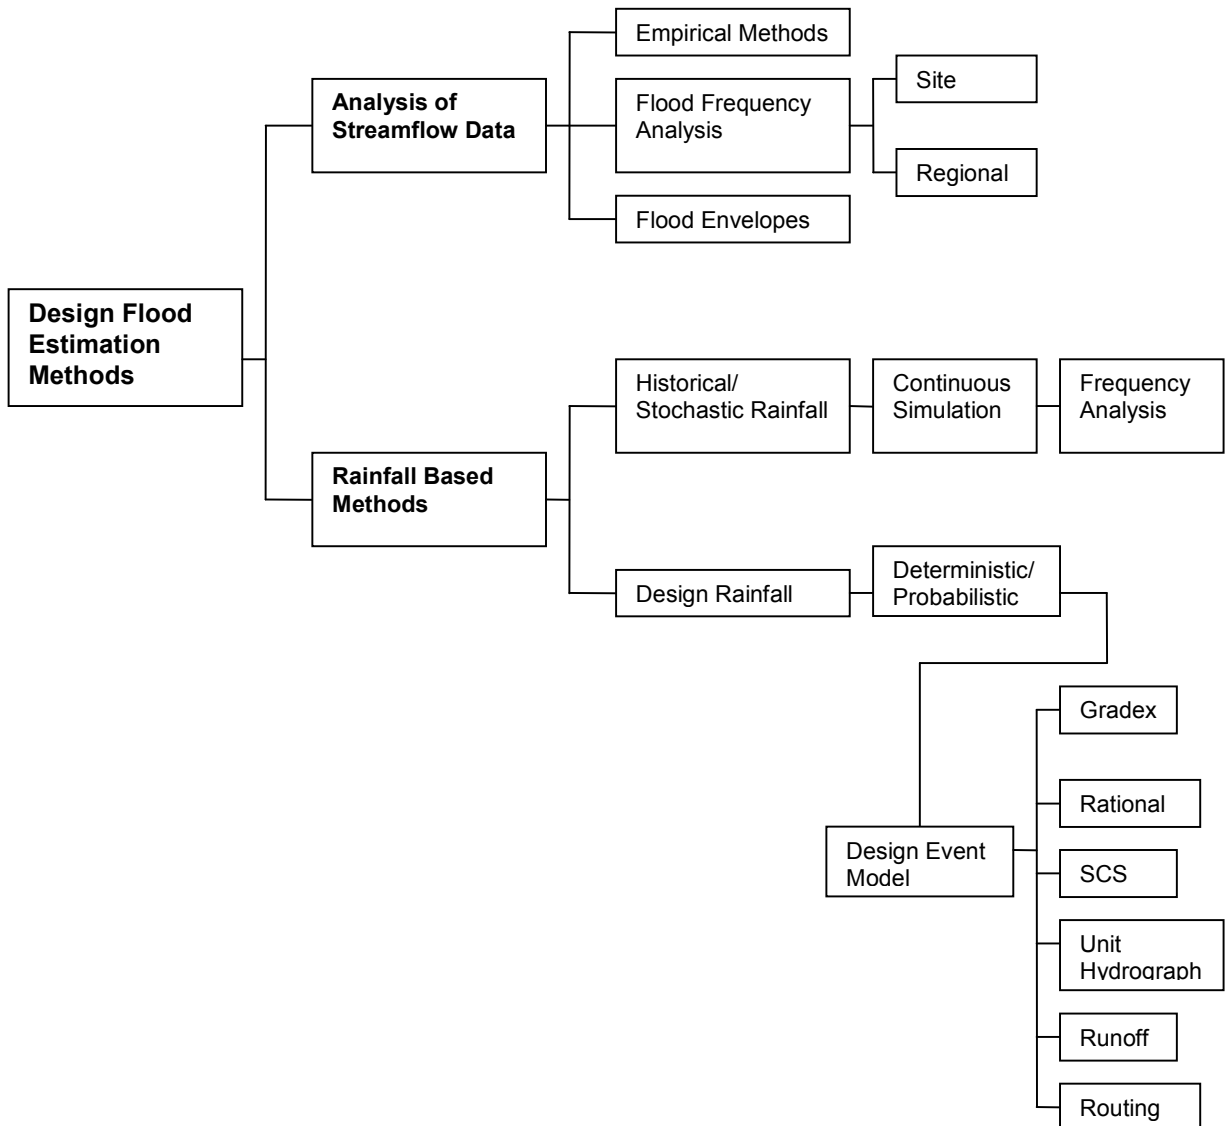 Empirical Methods
Analysis of
Streamflow Data
Flood Frequency
Analysis
Site
Regional
Flood Envelopes
Design Flood
Estimation
Methods
Historical/
Stochastic Rainfall
Continuous
Simulation
Frequency
Analysis
Rainfall Based
Methods
Design Rainfall
Deterministic/
Probabilistic
Gradex
Rational
Design Event
Model
SCS
Unit
Hydrograph
Runoff
Routing